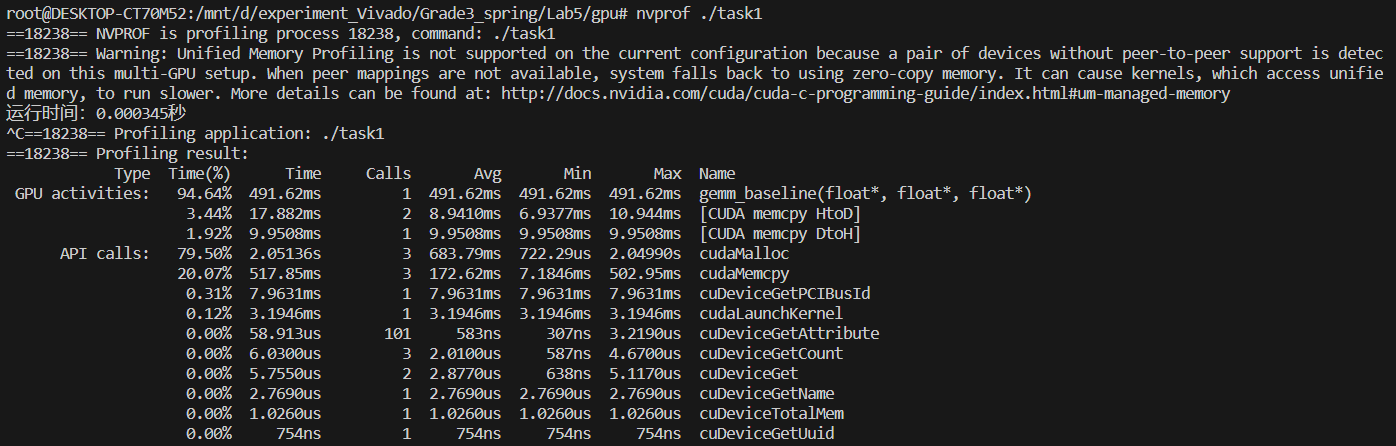 root@DESKTOP-CT70M52:/mnt/d/experiment_Vivado/Grade3_spring/Lab5/gpu# nvprof ./task1
==18238== NVPROF is profiling process 18238, command: ./task1
==18238== Warning: Unified Memory Profiling is not supported on the current configuration because a pair of devices without peer-to-peer support is detec
ted on this multi-GPU setup. When peer mappings are not available, system falls back to using zero-copy memory. It can cause kernels, which access unifie
d memory, to run slower. More details can be found at: http://docs.nvidia.com/cuda/cuda-c-programming-guide/index.html#um-managed-memory
运行时间：0.000345秒
^C==18238== Profiling application: ./task1
==18238== Profiling result:
Type Time(%) Time Calls Avg Min Max Name
GPU activities: 94.64% 491.62ms 1 491.62ms 491.62ms 491.62ms gemm_baseline(float*, float*, float*)
3.44% 17.882ms 2 8.9410ms 6.9377ms 10.944ms [CUDA memcpy HtoD]
1.92% 9.9508ms 1 9.9508ms 9.9508ms 9.9508ms [CUDA memcpy DtoH]
API calls: 79.50% 2.05136s 3 683.79ms 722.29us 2.04990s cudaMalloc
20.07% 517.85ms 3 172.62ms 7.1846ms 502.95ms cudaMemcpy
0.31% 7.9631ms 1 7.9631ms 7.9631ms 7.9631ms cuDeviceGetPCIBusId
0.12% 3.1946ms 1 3.1946ms 3.1946ms 3.1946ms cudaLaunchKernel
0.00% 58.913us 101 583ns 307ns 3.2190us cuDeviceGetAttribute
0.00% 6.0300us 3 2.0100us 587ns 4.6700us cuDeviceGetCount
0.00% 5.7550us 2 2.8770us 638ns 5.1170us cuDeviceGet
0.00% 2.7690us 1 2.7690us 2.7690us 2.7690us cuDeviceGetName
0.00% 1.0260us 1 1.0260us 1.0260us 1.0260us cuDeviceTotalMem
0.00% 754ns 1 754ns 754ns 754ns cuDeviceGetUuid